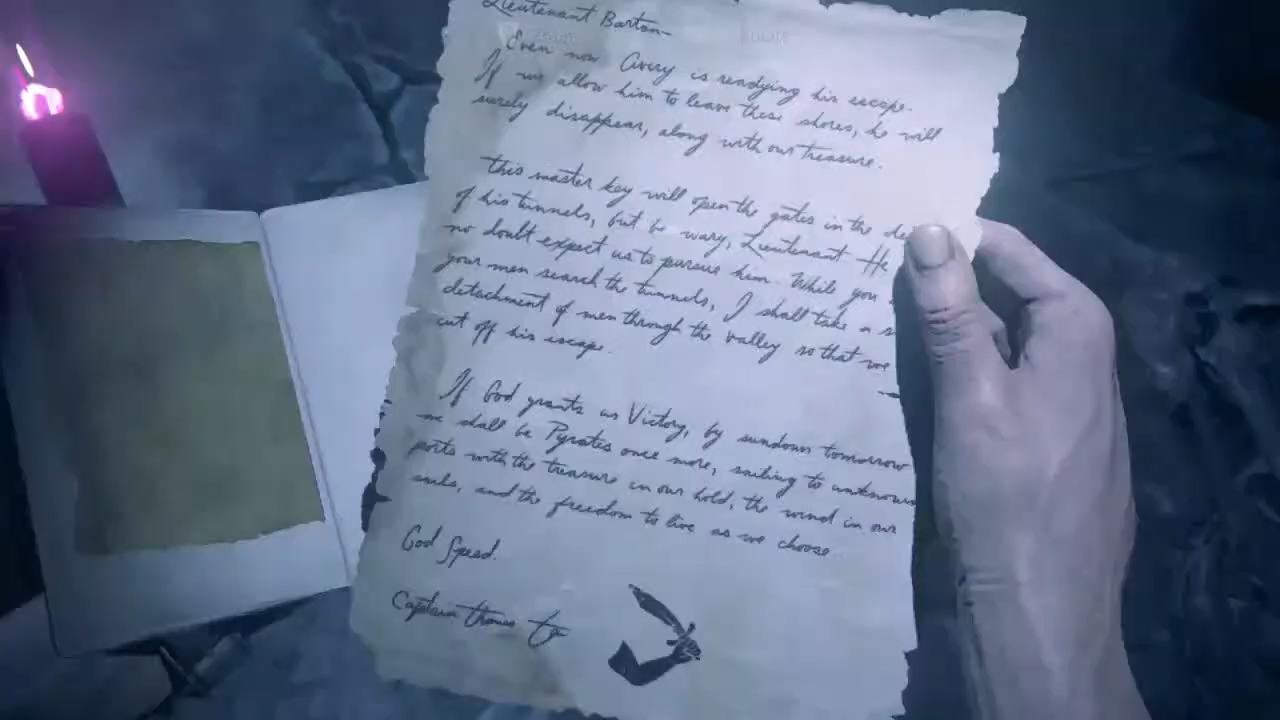 Lieutenant Barton—
Even now Avery is readying his escape.
If we allow him to leave these shores, he will
surely disappear, along with our treasure.
This master key will open the gates in the de
of his tunnels, but be wary, Lieutenant. He
no doubt expect us to pursue him. While you
your men search the tunnels, I shall take a s
detachment of men through the valley so that we
cut off his escape.
If God grants us Victory, by sundown tomorrow
we shall be Pyrates once more, sailing to unknown
ports with the treasure in our hold, the wind in our
sails, and the freedom to live as we choose.
God Speed.
Captain Thomas Tew